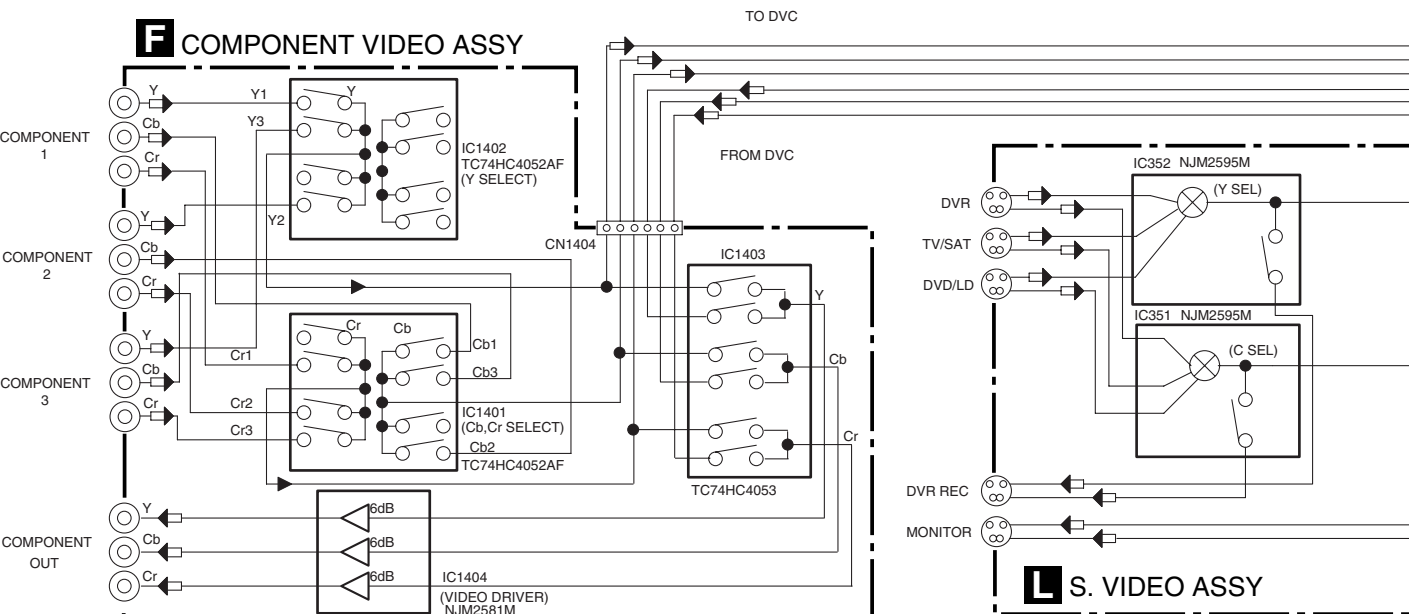 TO DVC
F COMPONENT VIDEO ASSY
Y
Cb
Cr
COMPONENT
1
Y1
Y3
Y
Y2
IC1402
TC74HC4052AF
(Y SELECT)
FROM DVC
Y
Cb
Cr
COMPONENT
2
CN1404
IC1403
Y
Cb
Cr
TC74HC4053
Y
Cb
Cr
COMPONENT
3
Cr1
Cr2
Cr3
Cr
Cb
Cb1
Cb3
IC1401
(Cb,Cr SELECT)
Cb2
TC74HC4052AF
Y
Cb
Cr
COMPONENT
OUT
6dB
6dB
6dB
IC1404
(VIDEO DRIVER)
NJM2581M
IC352 NJM2595M
(Y SEL)
DVR
TV/SAT
DVD/LD
IC351 NJM2595M
(C SEL)
DVR REC
MONITOR
L S. VIDEO ASSY